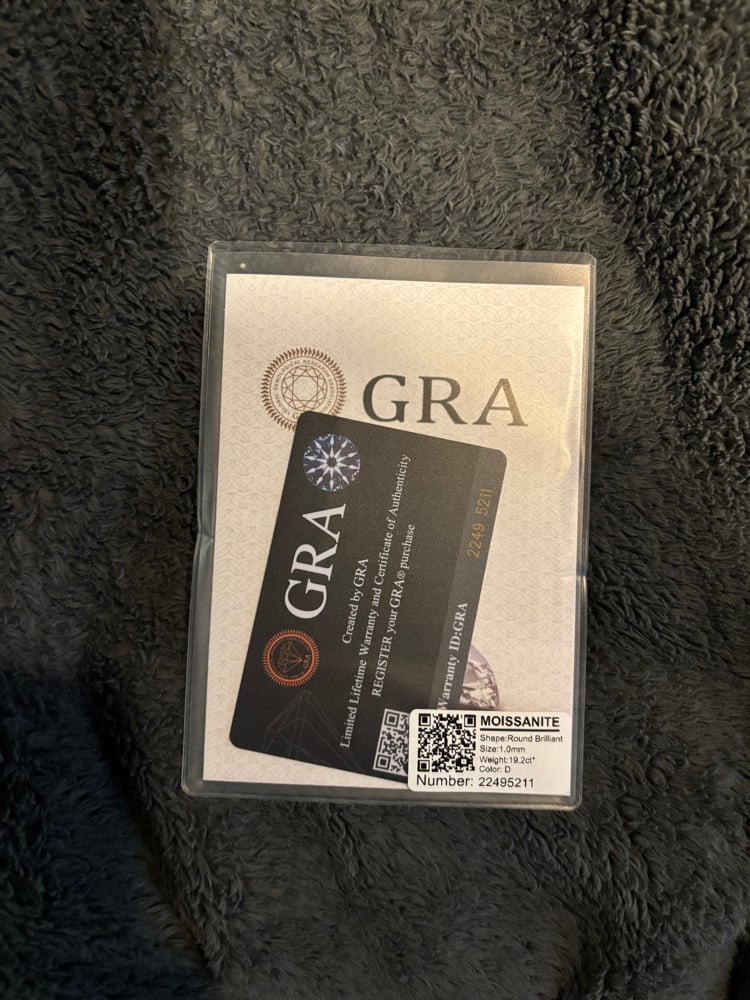 GRA
GRA
Created by GRA
Limited Lifetime Warranty and Certificate of Authenticity
REGISTER your GRA® purchase
Warranty ID:GRA 2249 5211
GRA
MOISSANITE
Shape:Round Brilliant
Size:1.0mm
Weight:19.2ct*
Color: D
Number: 22495211